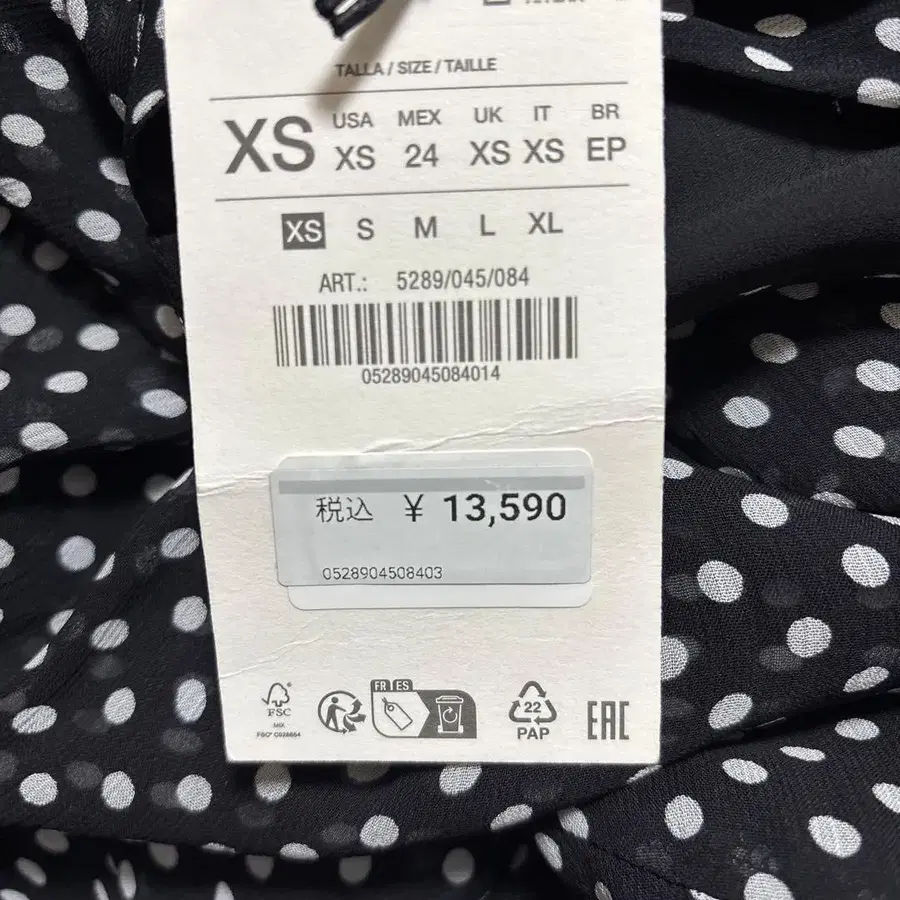 TALLA / SIZE / TAILLE
XS
USA MEX UK IT BR
XS 24 XS XS EP
XS S M L XL
ART.: 5289/045/084
05289045084014
税込 ¥ 13,590
0528904508403
FR ES
FSC
MIX
22
PAP
EAC